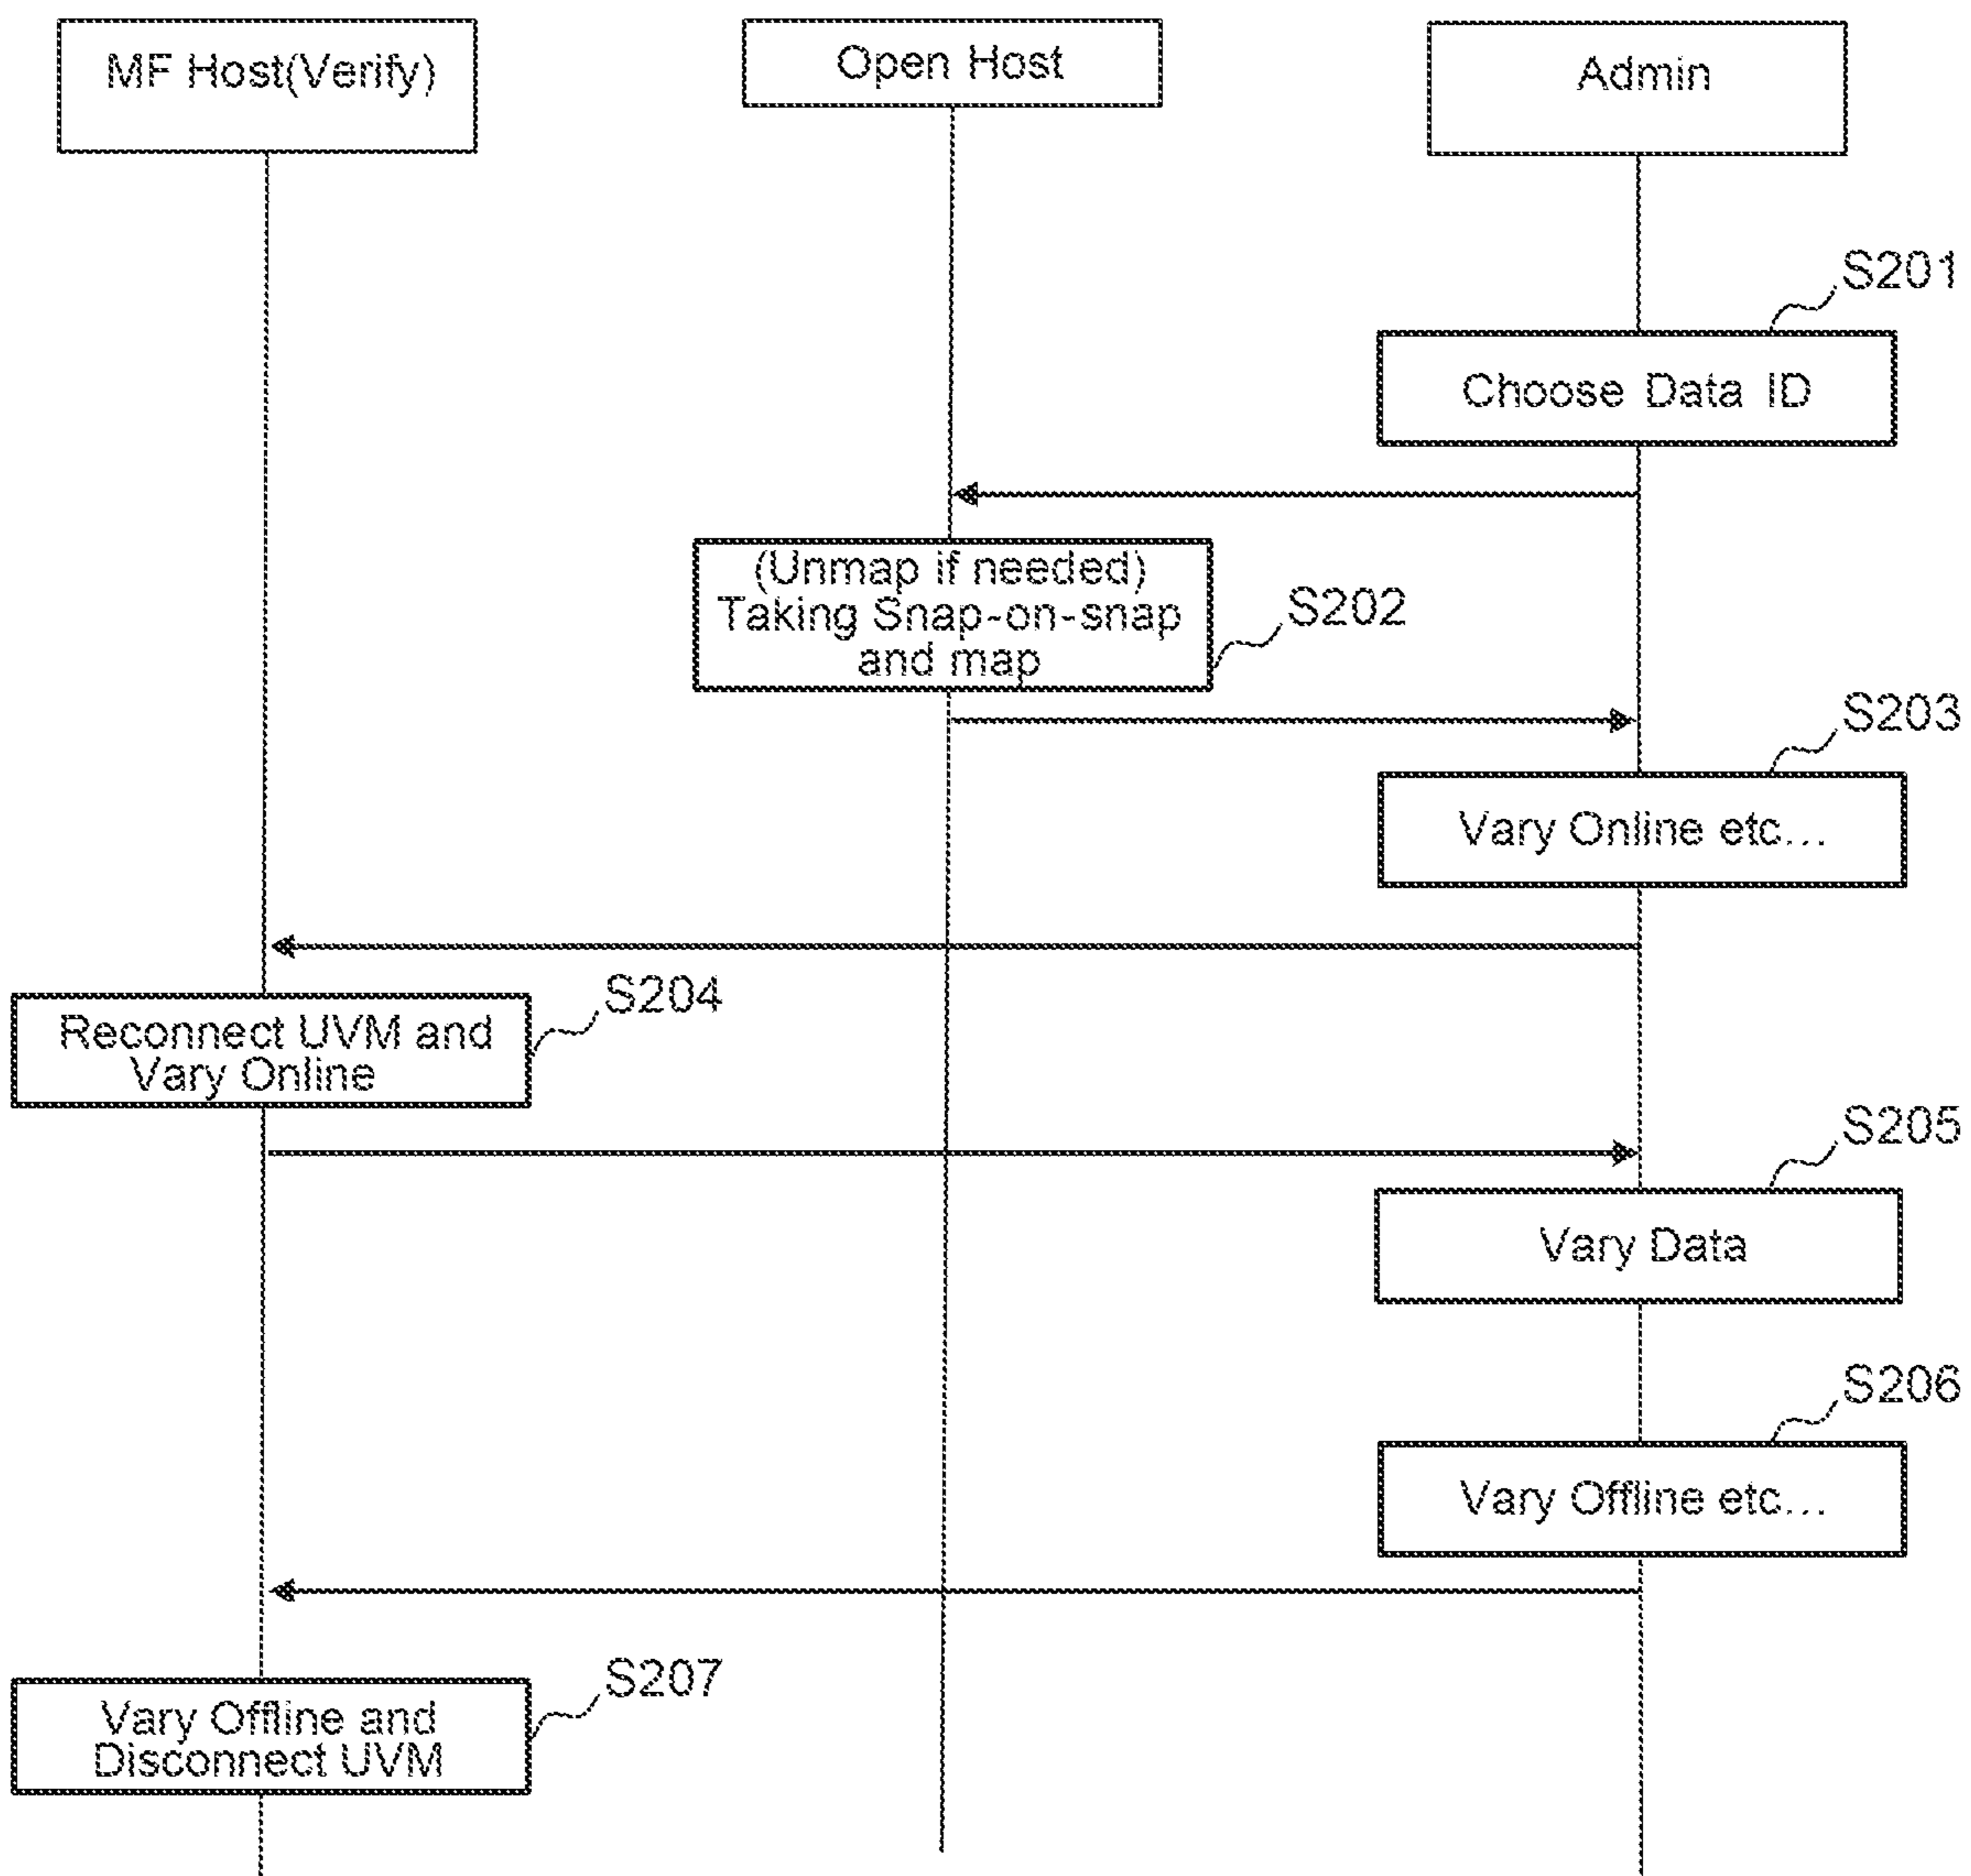 MF Host(Verify)
Open Host
Admin
S201
Choose Data ID
(Unmap if needed)
Taking Snap-on-snap
and map
S202
S203
Vary Online etc...
S204
Reconnect UVM and
Vary Online
S205
Vary Data
S206
Vary Offline etc...
S207
Vary Offline and
Disconnect UVM